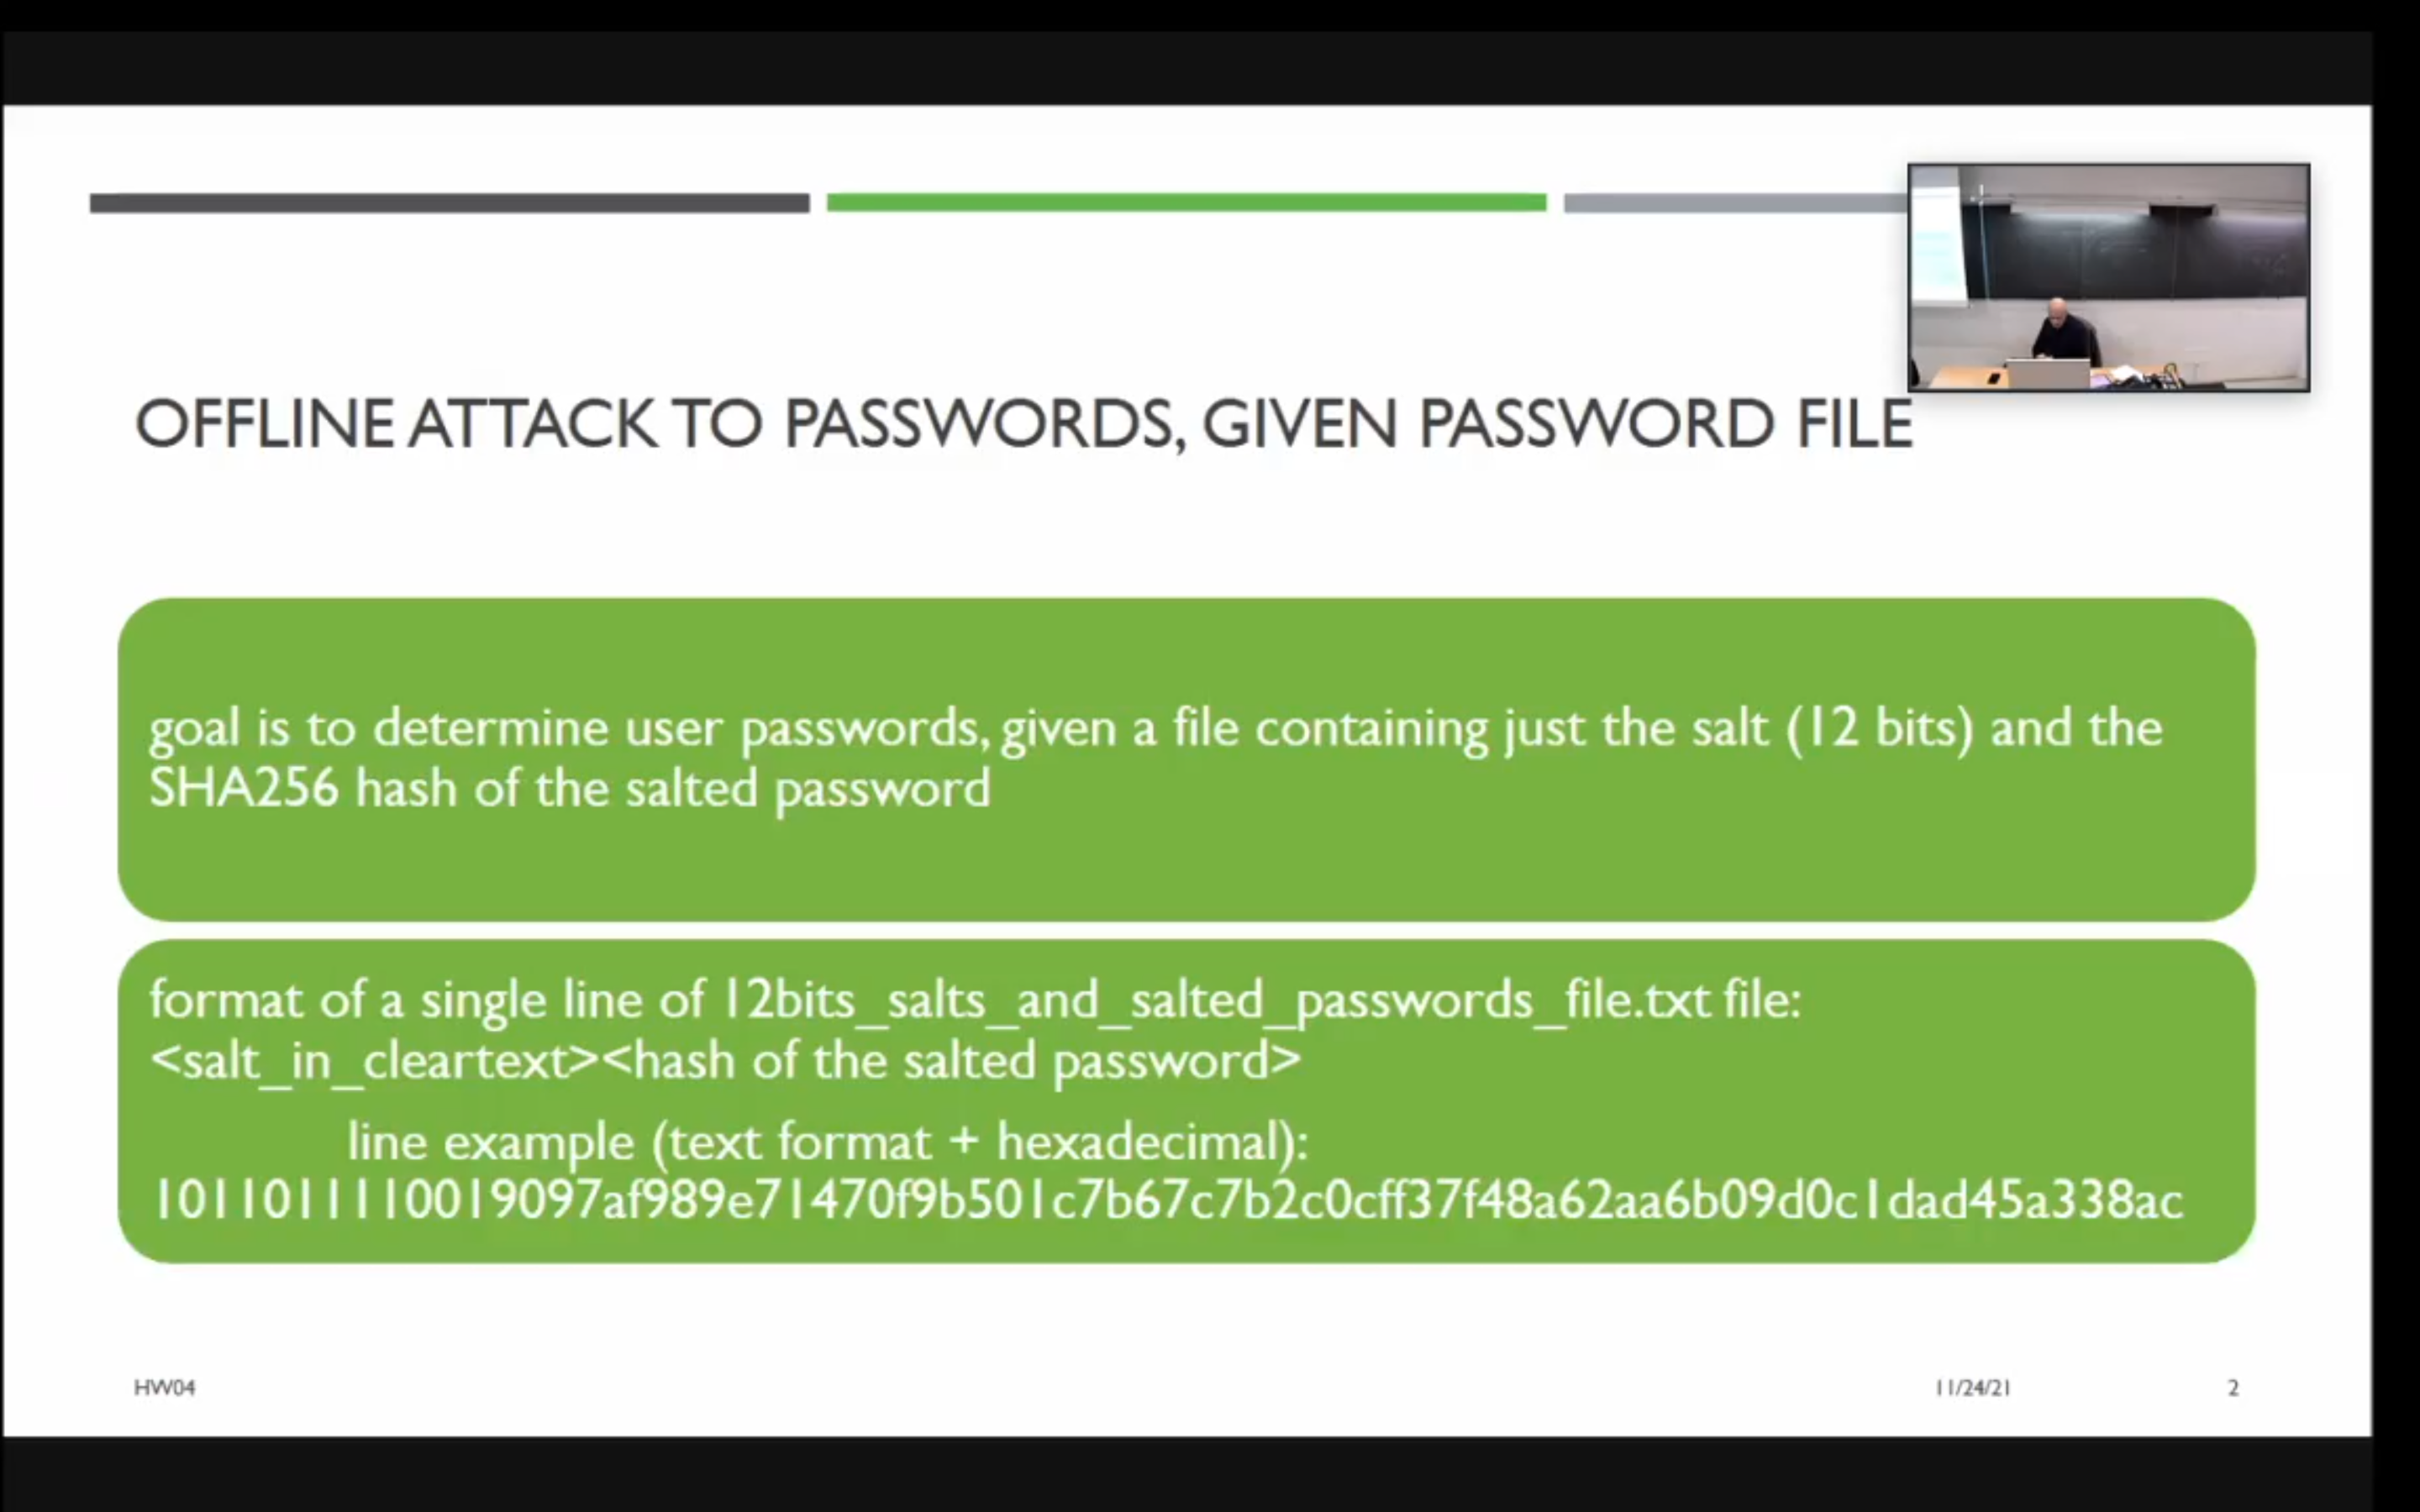 OFFLINE ATTACK TO PASSWORDS, GIVEN PASSWORD FILE
goal is to determine user passwords, given a file containing just the salt (12 bits) and the
SHA256 hash of the salted password
format of a single line of 12bits_salts_and_salted_passwords_file.txt file:
<salt_in_cleartext><hash of the salted password>
line example (text format + hexadecimal):
1011011110019097af989e71470f9b501c7b67c7b2c0cff37f48a62aa6b09d0c1dad45a338ac
HW04
11/24/21
2